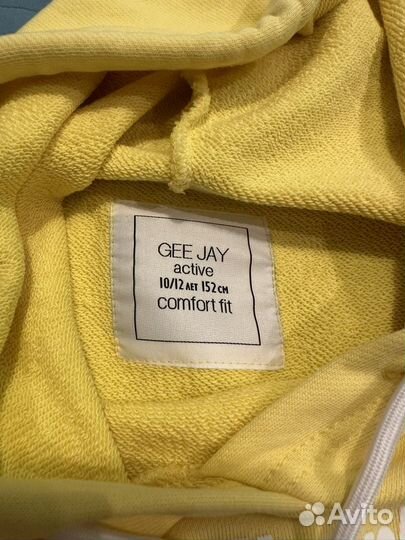 GEE JAY
active
10/12 ЛЕТ 152 СМ
comfort fit
Avito